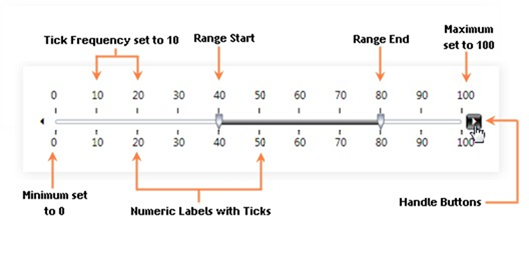 Maximum
set to 100
Tick Frequency set to 10
Range Start
Range End
0 10 20 30 40 50 60 70 80 90 100
0 10 20 30 40 50 60 70 80 90 100
Minimum set
to 0
Numeric Labels with Ticks
Handle Buttons